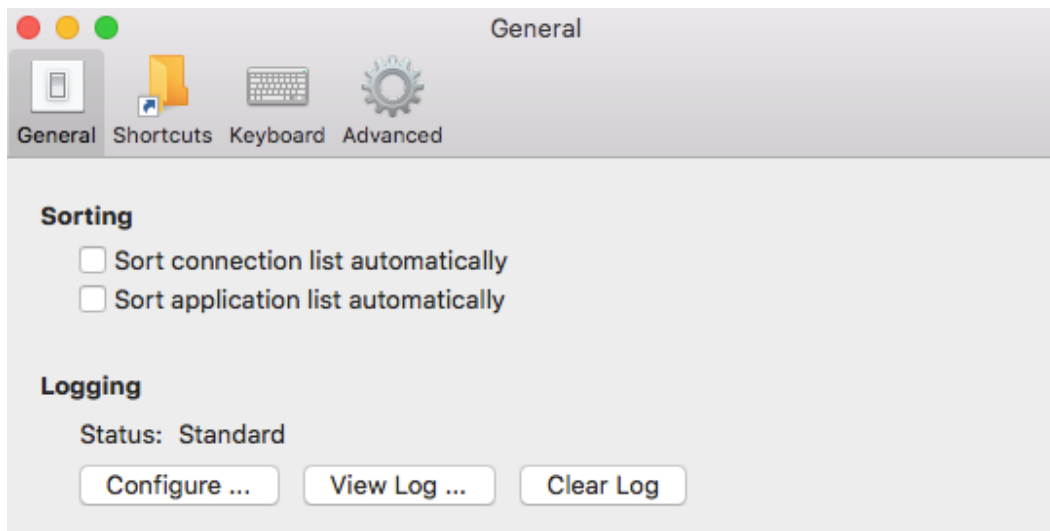 General
General Shortcuts Keyboard Advanced
Sorting
Sort connection list automatically
Sort application list automatically
Logging
Status: Standard
Configure ... View Log ... Clear Log